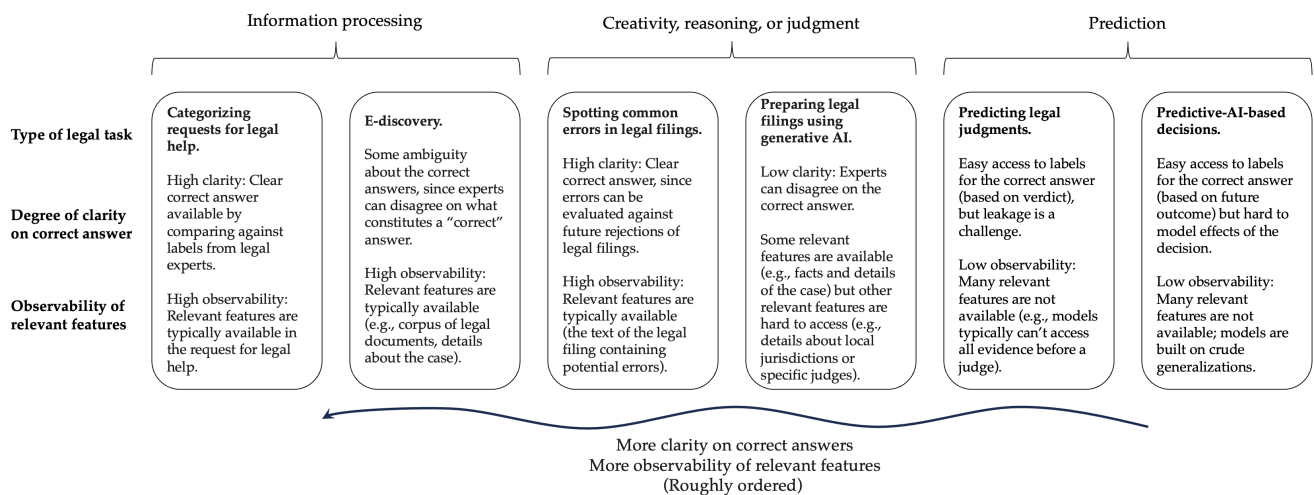 Information processing
Creativity, reasoning, or judgment
Prediction
Type of legal task
Degree of clarity
on correct answer
Observability of
relevant features
Categorizing
requests for legal
help.
High clarity: Clear
correct answer
available by
comparing against
labels from legal
experts.
High observability:
Relevant features are
typically available in
the request for legal
help.
E-discovery.
Some ambiguity
about the correct
answers, since experts
can disagree on what
constitutes a “correct”
answer.
High observability:
Relevant features are
typically available
(e.g., corpus of legal
documents, details
about the case).
Spotting common
errors in legal filings.
High clarity: Clear
correct answer, since
errors can be
evaluated against
future rejections of
legal filings.
High observability:
Relevant features are
typically available
(the text of the legal
filing containing
potential errors).
Preparing legal
filings using
generative AI.
Low clarity: Experts
can disagree on the
correct answer.
Some relevant
features are available
(e.g., facts and details
of the case) but other
relevant features are
hard to access (e.g.,
details about local
jurisdictions or
specific judges).
Predicting legal
judgments.
Easy access to labels
for the correct answer
(based on verdict),
but leakage is a
challenge.
Low observability:
Many relevant
features are not
available (e.g., models
typically can’t access
all evidence before a
judge).
Predictive-AI-based
decisions.
Easy access to labels
for the correct answer
(based on future
outcome) but hard to
model effects of the
decision.
Low observability:
Many relevant
features are not
available; models are
built on crude
generalizations.
More clarity on correct answers
More observability of relevant features
(Roughly ordered)